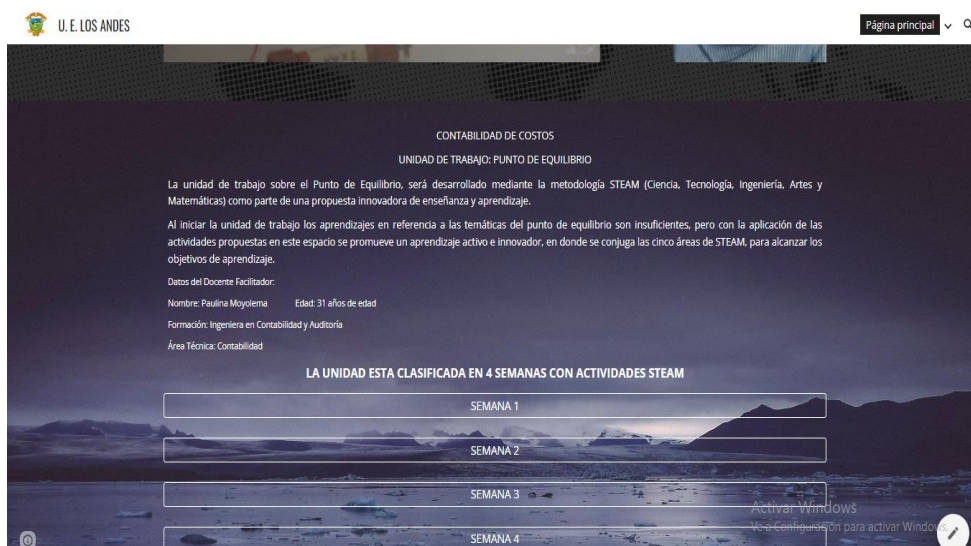 U. E. LOS ANDES
Página principal
CONTABILIDAD DE COSTOS
UNIDAD DE TRABAJO: PUNTO DE EQUILIBRIO
La unidad de trabajo sobre el Punto de Equilibrio, será desarrollado mediante la metodología STEAM (Ciencia, Tecnología, Ingeniería, Artes y
Matemáticas) como parte de una propuesta innovadora de enseñanza y aprendizaje.
Al iniciar la unidad de trabajo los aprendizajes en referencia a las temáticas del punto de equilibrio son insuficientes, pero con la aplicación de las
actividades propuestas en este espacio se promueve un aprendizaje activo e innovador, en donde se conjuga las cinco áreas de STEAM, para alcanzar los
objetivos de aprendizaje.
Datos del Docente Facilitador:
Nombre: Paulina Moyolema Edad: 31 años de edad
Formación: Ingeniera en Contabilidad y Auditoría
Área Técnica: Contabilidad
LA UNIDAD ESTA CLASIFICADA EN 4 SEMANAS CON ACTIVIDADES STEAM
SEMANA 1
SEMANA 2
SEMANA 3
Activar Windows
Ve a Configuración para activar Windows.
SEMANA 4